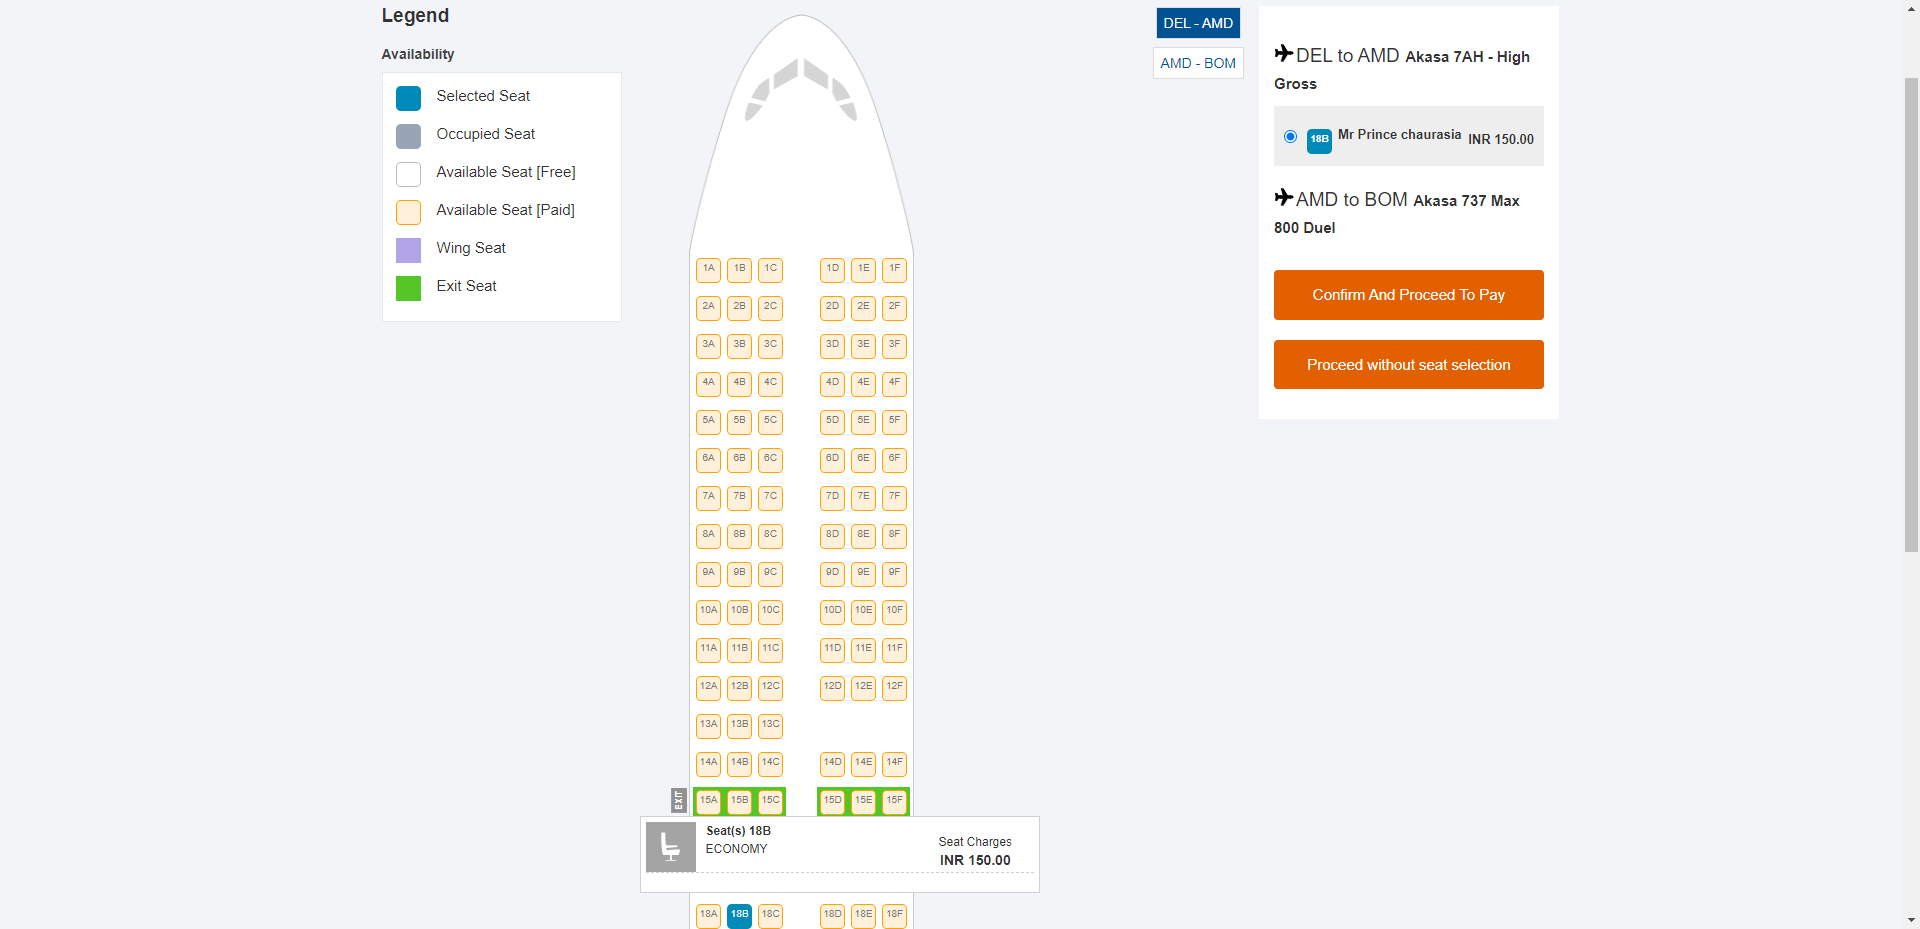 Legend
Availability
Selected Seat
Occupied Seat
Available Seat [Free]
Available Seat [Paid]
Wing Seat
Exit Seat
1A 1B 1C 1D 1E 1F
2A 2B 2C 2D 2E 2F
3A 3B 3C 3D 3E 3F
4A 4B 4C 4D 4E 4F
5A 5B 5C 5D 5E 5F
6A 6B 6C 6D 6E 6F
7A 7B 7C 7D 7E 7F
8A 8B 8C 8D 8E 8F
9A 9B 9C 9D 9E 9F
10A 10B 10C 10D 10E 10F
11A 11B 11C 11D 11E 11F
12A 12B 12C 12D 12E 12F
13A 13B 13C
14A 14B 14C 14D 14E 14F
EXIT 15A 15B 15C 15D 15E 15F
Seat(s) 18B
ECONOMY
Seat Charges
INR 150.00
18A 18B 18C 18D 18E 18F
DEL - AMD
AMD - BOM
DEL to AMD Akasa 7AH - High
Gross
18B Mr Prince chaurasia INR 150.00
AMD to BOM Akasa 737 Max
800 Duel
Confirm And Proceed To Pay
Proceed without seat selection